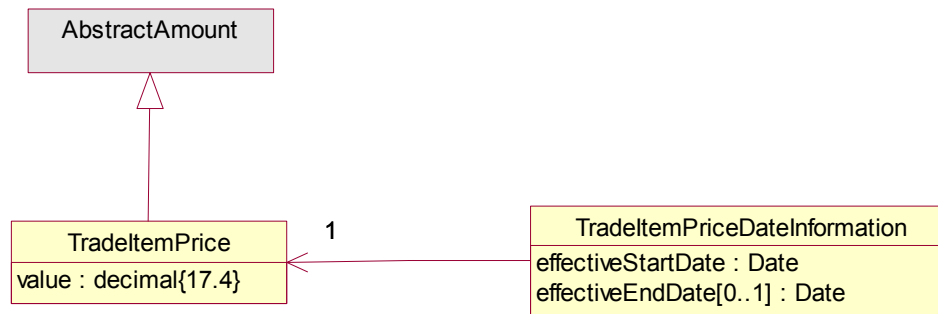 AbstractAmount
1
TradeItemPrice
value : decimal{17.4}
TradeItemPriceDateInformation
effectiveStartDate : Date
effectiveEndDate[0..1] : Date